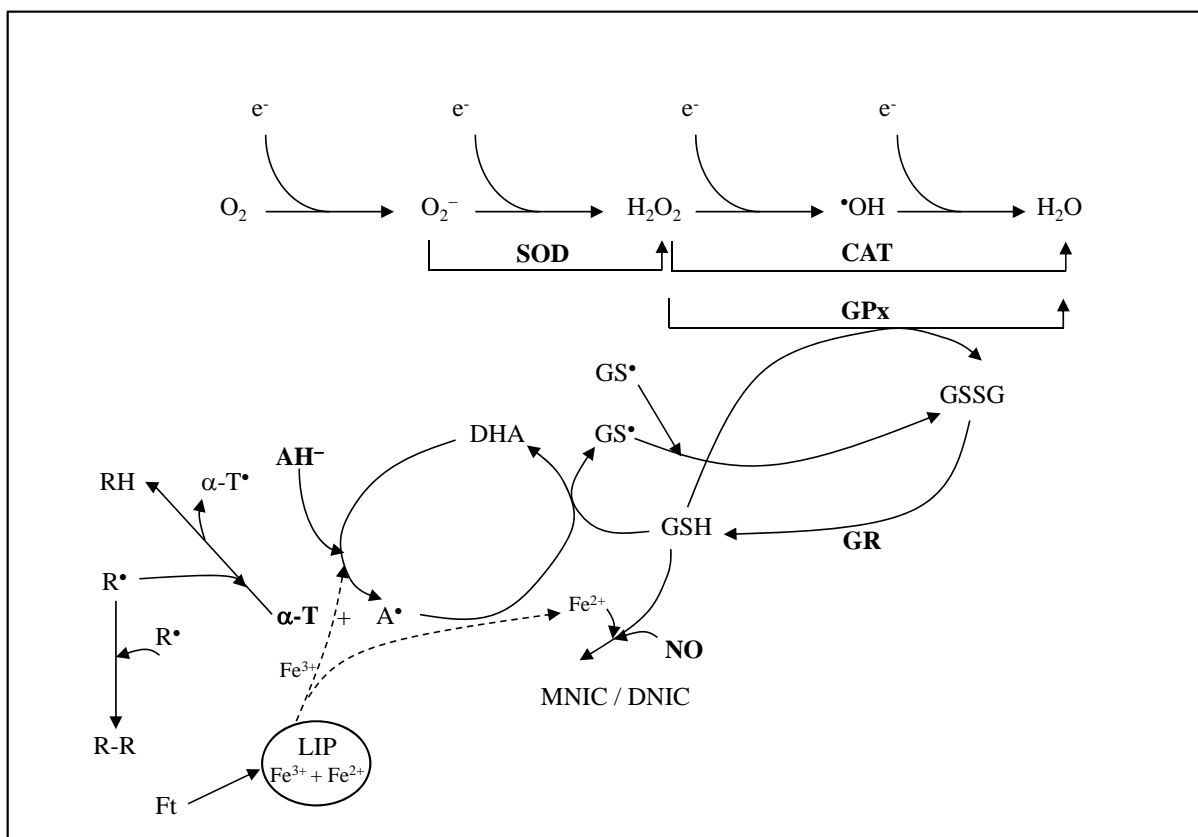 e⁻ e⁻ e⁻ e⁻
O₂ O₂⁻ H₂O₂ •OH H₂O
SOD CAT
GPx
GS•
GSSG
DHA GS•
AH⁻
RH α-T•
GSH GR
R• Fe²⁺
α-T + A•
R• NO
Fe³⁺
MNIC / DNIC
R-R LIP
Fe³⁺ + Fe²⁺
Ft